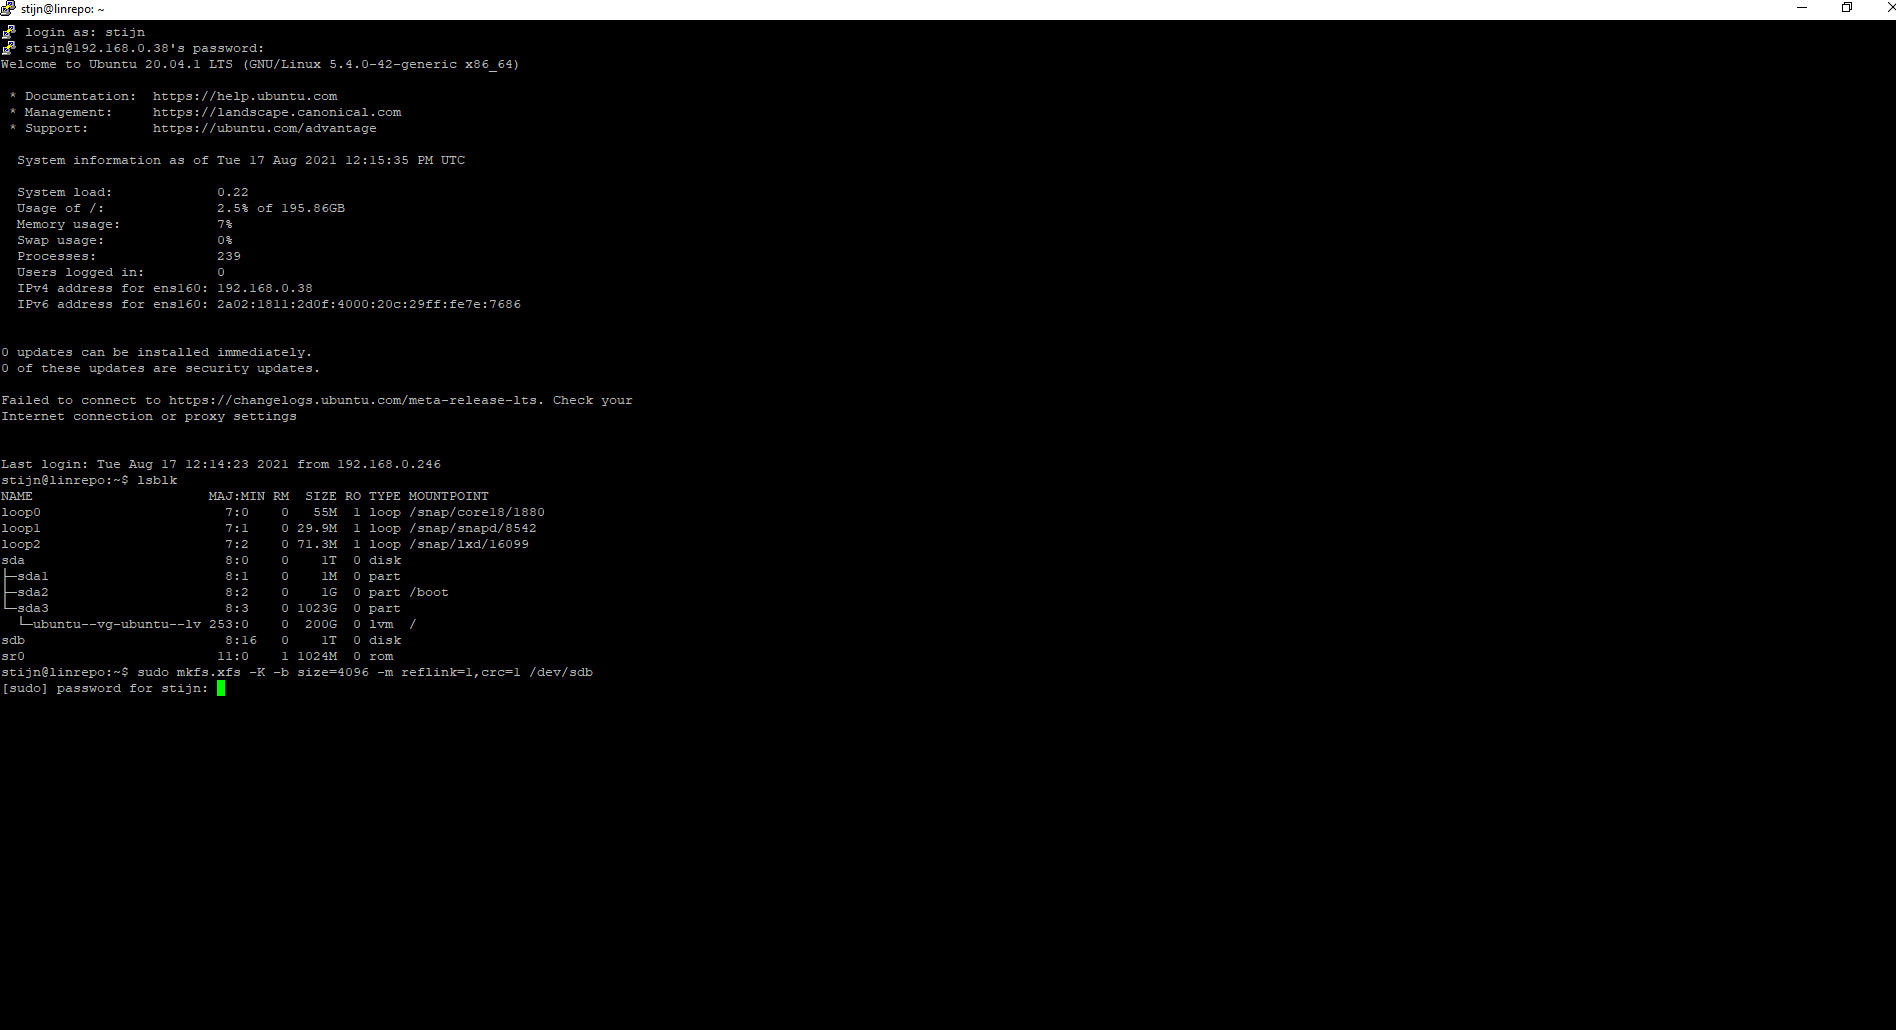 stijn@linrepo: ~
login as: stijn
stijn@192.168.0.38's password:
Welcome to Ubuntu 20.04.1 LTS (GNU/Linux 5.4.0-42-generic x86_64)
* Documentation:  https://help.ubuntu.com
* Management:     https://landscape.canonical.com
* Support:        https://ubuntu.com/advantage
System information as of Tue 17 Aug 2021 12:15:35 PM UTC
System load:             0.22
Usage of /:              2.5% of 195.86GB
Memory usage:            7%
Swap usage:              0%
Processes:               239
Users logged in:         0
IPv4 address for ens160: 192.168.0.38
IPv6 address for ens160: 2a02:1811:2d0f:4000:20c:29ff:fe7e:7686
0 updates can be installed immediately.
0 of these updates are security updates.
Failed to connect to https://changelogs.ubuntu.com/meta-release-lts. Check your
Internet connection or proxy settings
Last login: Tue Aug 17 12:14:23 2021 from 192.168.0.246
stijn@linrepo:~$ lsblk
NAME                      MAJ:MIN RM  SIZE RO TYPE MOUNTPOINT
loop0                       7:0    0   55M  1 loop /snap/core18/1880
loop1                       7:1    0 29.9M  1 loop /snap/snapd/8542
loop2                       7:2    0 71.3M  1 loop /snap/lxd/16099
sda                         8:0    0    1T  0 disk
├─sda1                      8:1    0    1M  0 part
├─sda2                      8:2    0    1G  0 part /boot
└─sda3                      8:3    0 1023G  0 part
  └─ubuntu--vg-ubuntu--lv 253:0    0  200G  0 lvm  /
sdb                         8:16   0    1T  0 disk
sr0                        11:0    1 1024M  0 rom
stijn@linrepo:~$ sudo mkfs.xfs -K -b size=4096 -m reflink=1,crc=1 /dev/sdb
[sudo] password for stijn: